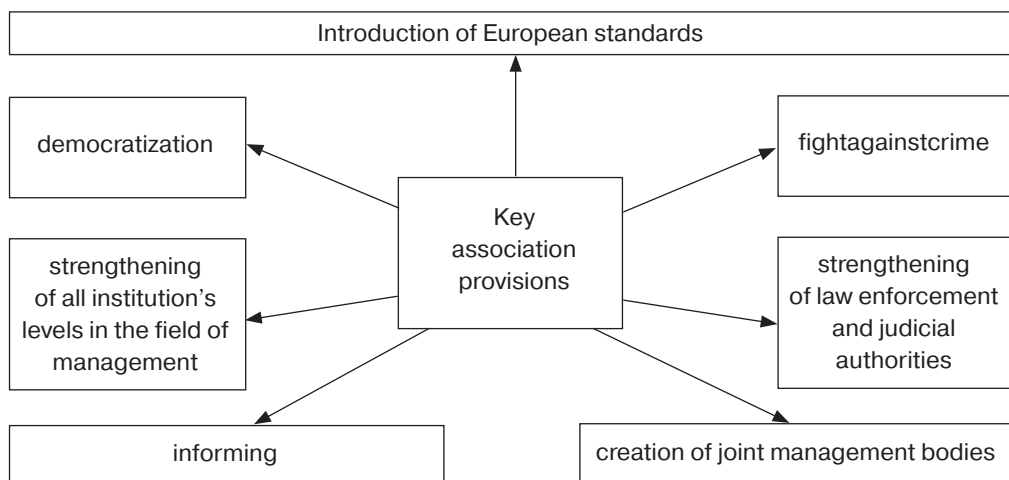 Introduction of European standards
democratization
fightagainstcrime
Key
association
provisions
strengthening
of all institution's
levels in the field of
management
strengthening
of law enforcement
and judicial
authorities
informing
creation of joint management bodies